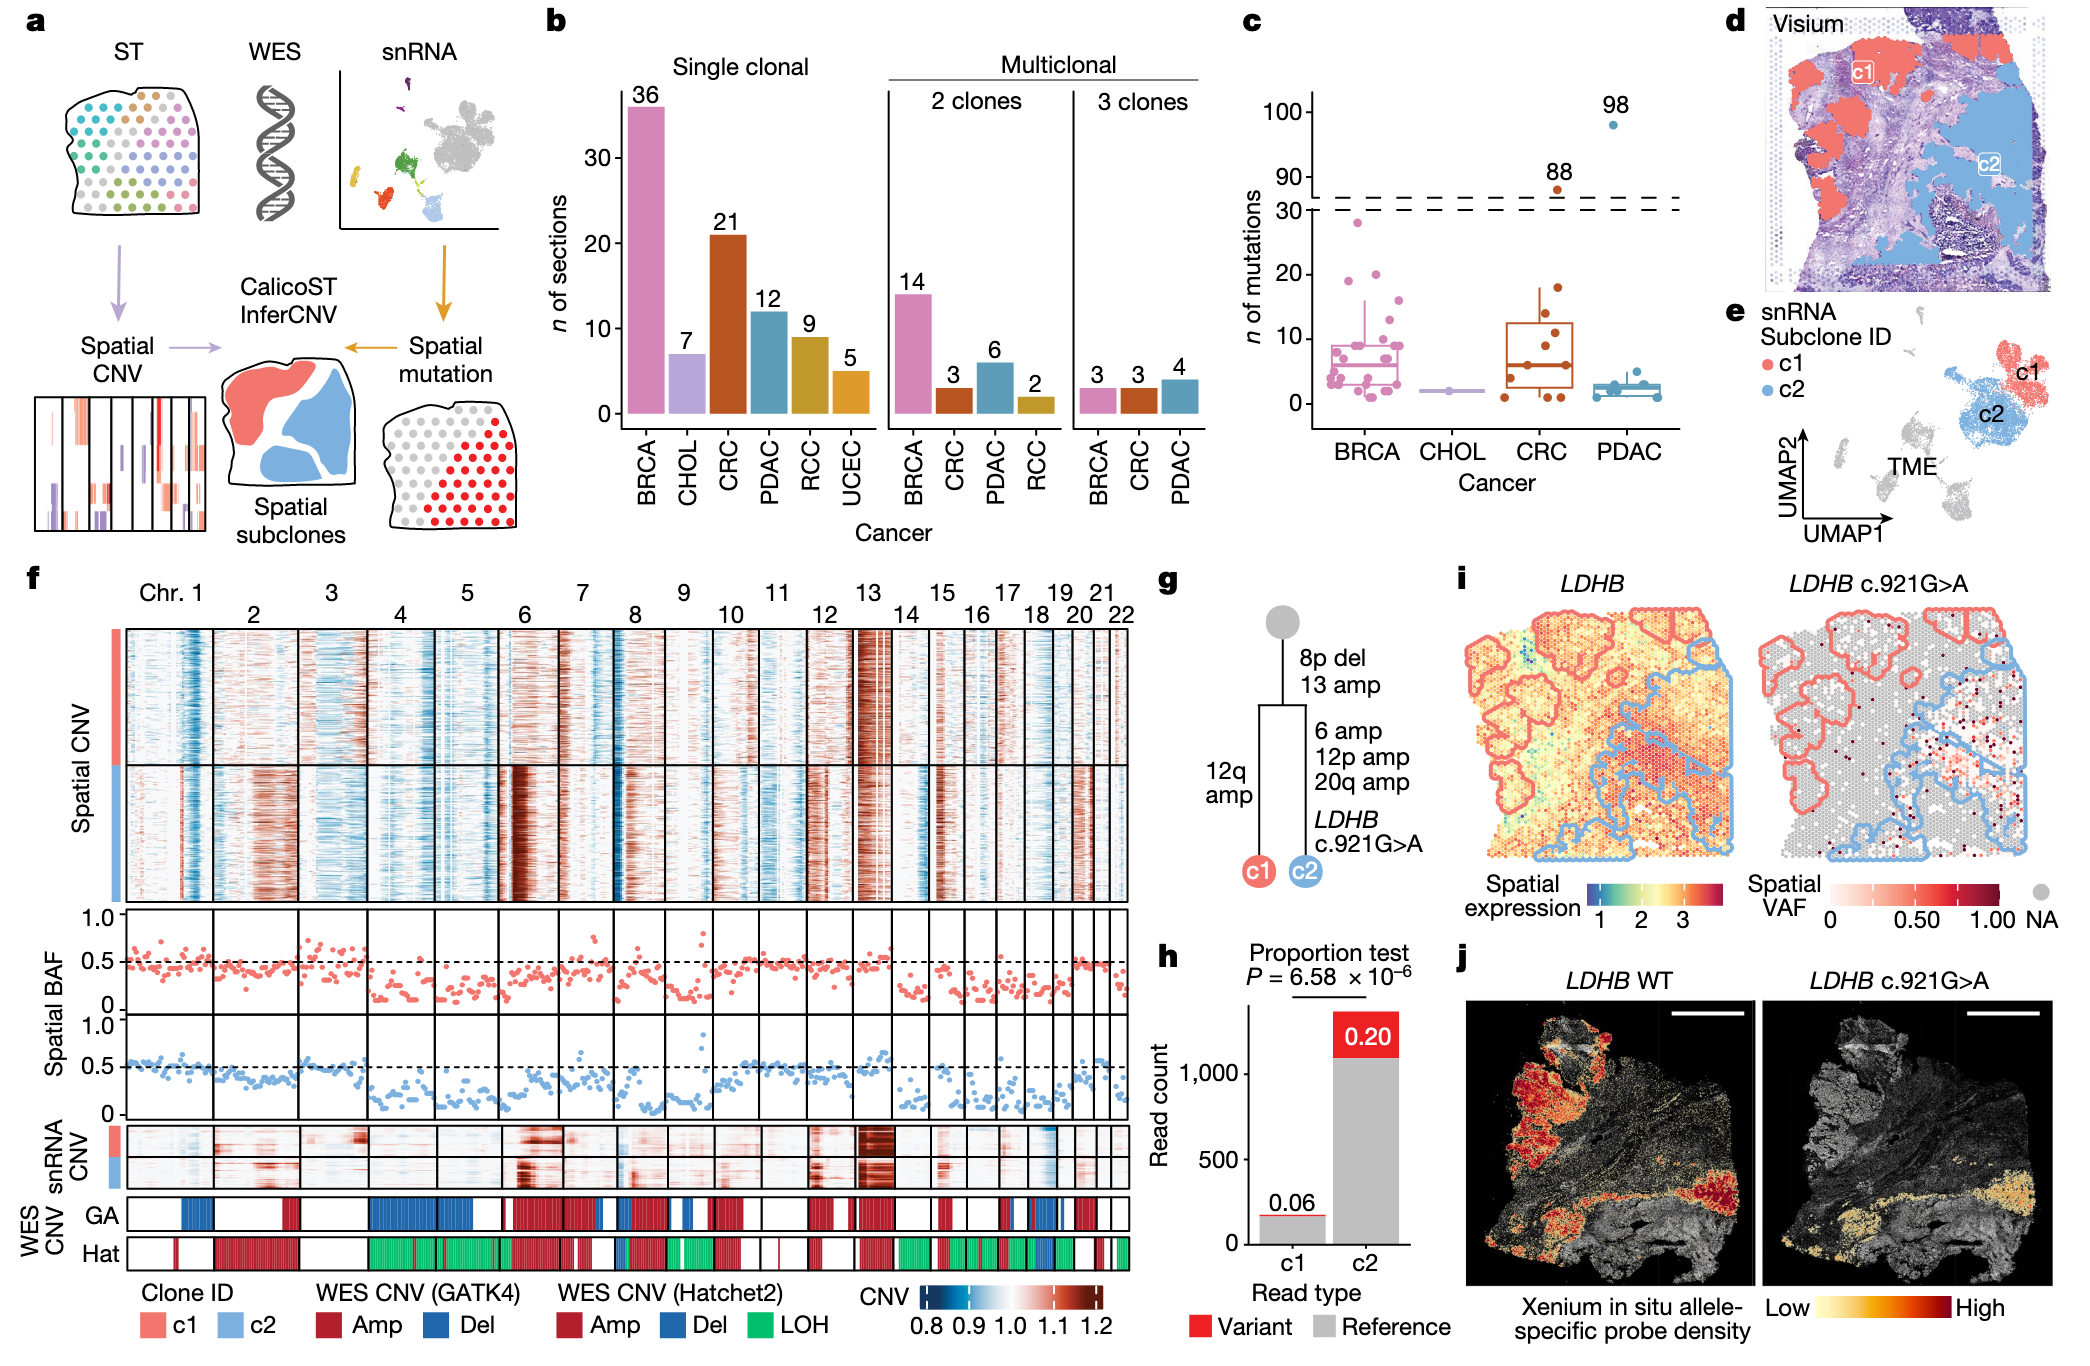 a
ST
WES
snRNA
CalicoST
InferCNV
Spatial
CNV
Spatial
mutation
Spatial
subclones
b
Single clonal
Multiclonal
2 clones
3 clones
n of sections
30
20
10
0
36
7
21
12
9
5
14
3
6
2
3
3
4
BRCA
CHOL
CRC
PDAC
RCC
UCEC
BRCA
CRC
PDAC
RCC
BRCA
CRC
PDAC
Cancer
c
n of mutations
100
90
30
20
10
0
88
98
BRCA
CHOL
CRC
PDAC
Cancer
d
Visium
c1
c2
e
snRNA
Subclone ID
c1
c2
c1
c2
TME
UMAP2
UMAP1
f
Chr. 1
2
3
4
5
6
7
8
9
10
11
12
13
14
15
16
17
18
19
20
21
22
Spatial CNV
Spatial BAF
1.0
0.5
0
1.0
0.5
0
snRNA
CNV
WES
CNV
GA
Hat
Clone ID
c1
c2
WES CNV (GATK4)
Amp
Del
WES CNV (Hatchet2)
Amp
Del
LOH
CNV
0.8 0.9 1.0 1.1 1.2
g
8p del
13 amp
12q
amp
6 amp
12p amp
20q amp
LDHB
c.921G>A
c1
c2
h
Proportion test
P = 6.58 × 10–6
Read count
1,000
500
0
0.06
0.20
c1
c2
Read type
Variant
Reference
i
LDHB
LDHB c.921G>A
Spatial
expression
1 2 3
Spatial
VAF
0 0.50 1.00
NA
j
LDHB WT
LDHB c.921G>A
Xenium in situ allele-
specific probe density
Low
High